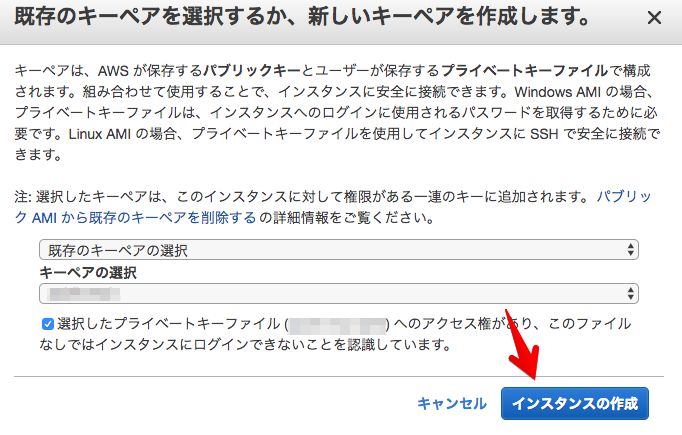 既存のキーペアを選択するか、新しいキーペアを作成します。
キーペアは、AWS が保存するパブリックキーとユーザーが保存するプライベートキーファイルで構成
されます。組み合わせて使用することで、インスタンスに安全に接続できます。Windows AMI の場合、
プライベートキーファイルは、インスタンスへのログインに使用されるパスワードを取得するために必
要です。Linux AMI の場合、プライベートキーファイルを使用してインスタンスに SSH で安全に接続で
きます。
注: 選択したキーペアは、このインスタンスに対して権限がある一連のキーに追加されます。 パブリッ
ク AMI から既存のキーペアを削除する の詳細情報をご覧ください。
既存のキーペアの選択
キーペアの選択
選択したプライベートキーファイル ( ) へのアクセス権があり、このファイル
なしではインスタンスにログインできないことを認識しています。
キャンセル インスタンスの作成